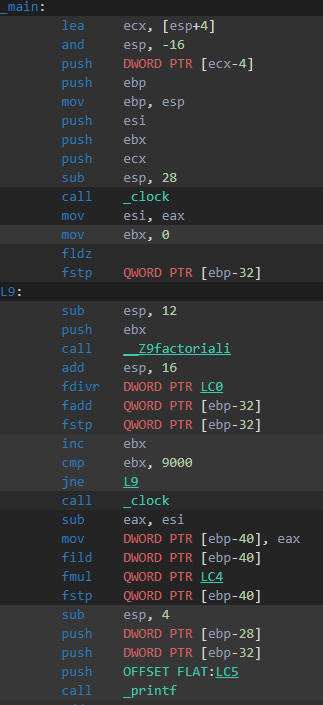 _main:
lea ecx, [esp+4]
and esp, -16
push DWORD PTR [ecx-4]
push ebp
mov ebp, esp
push esi
push ebx
push ecx
sub esp, 28
call _clock
mov esi, eax
mov ebx, 0
fldz
fstp QWORD PTR [ebp-32]
L9:
sub esp, 12
push ebx
call __Z9factoriali
add esp, 16
fdivr DWORD PTR LC0
fadd QWORD PTR [ebp-32]
fstp QWORD PTR [ebp-32]
inc ebx
cmp ebx, 9000
jne L9
call _clock
sub eax, esi
mov DWORD PTR [ebp-40], eax
fild DWORD PTR [ebp-40]
fmul QWORD PTR LC4
fstp QWORD PTR [ebp-40]
sub esp, 4
push DWORD PTR [ebp-28]
push DWORD PTR [ebp-32]
push OFFSET FLAT:LC5
call _printf